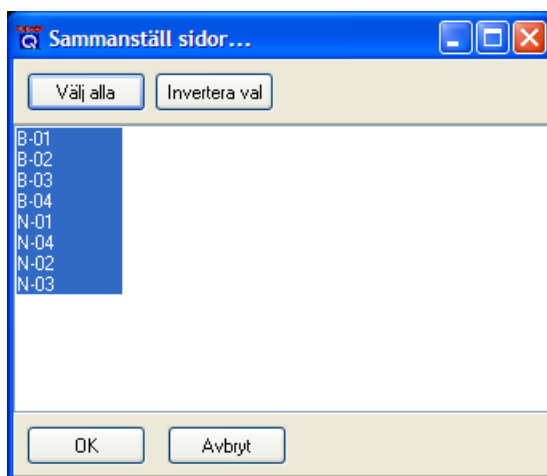 Sammanställ sidor...
Välj alla
Invertera val
B-01
B-02
B-03
B-04
N-01
N-04
N-02
N-03
OK
Avbryt